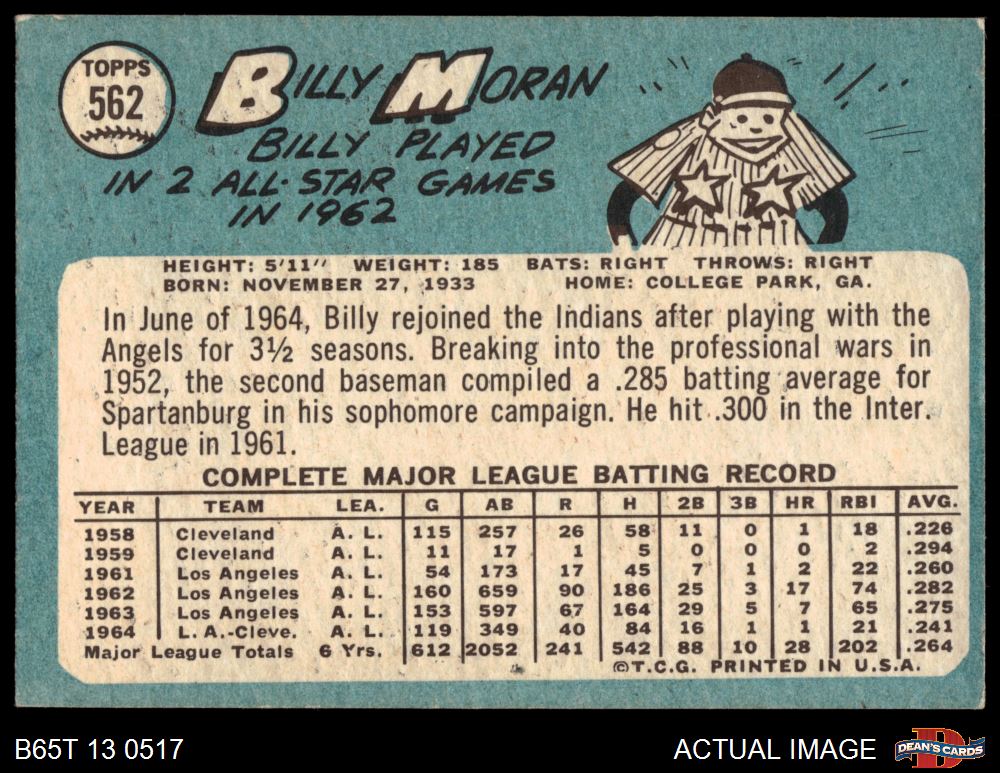 TOPPS
562
BILLY MORAN
BILLY PLAYED
IN 2 ALL-STAR GAMES
IN 1962
HEIGHT: 5'11" WEIGHT: 185 BATS: RIGHT THROWS: RIGHT
BORN: NOVEMBER 27, 1933 HOME: COLLEGE PARK, GA.
In June of 1964, Billy rejoined the Indians after playing with the
Angels for 3½ seasons. Breaking into the professional wars in
1952, the second baseman compiled a .285 batting average for
Spartanburg in his sophomore campaign. He hit .300 in the Inter.
League in 1961.
COMPLETE MAJOR LEAGUE BATTING RECORD
YEAR TEAM LEA. G AB R H 2B 3B HR RBI AVG.
1958 Cleveland A. L. 115 257 26 58 11 0 1 18 .226
1959 Cleveland A. L. 11 17 1 5 0 0 0 2 .294
1961 Los Angeles A. L. 54 173 17 45 7 1 2 22 .260
1962 Los Angeles A. L. 160 659 90 186 25 3 17 74 .282
1963 Los Angeles A. L. 153 597 67 164 29 5 7 65 .275
1964 L. A.-Cleve. A. L. 119 349 40 84 16 1 1 21 .241
Major League Totals 6 Yrs. 612 2052 241 542 88 10 28 202 .264
©T.C.G. PRINTED IN U.S.A.
B65T 13 0517
ACTUAL IMAGE
D
DEAN'S CARDS